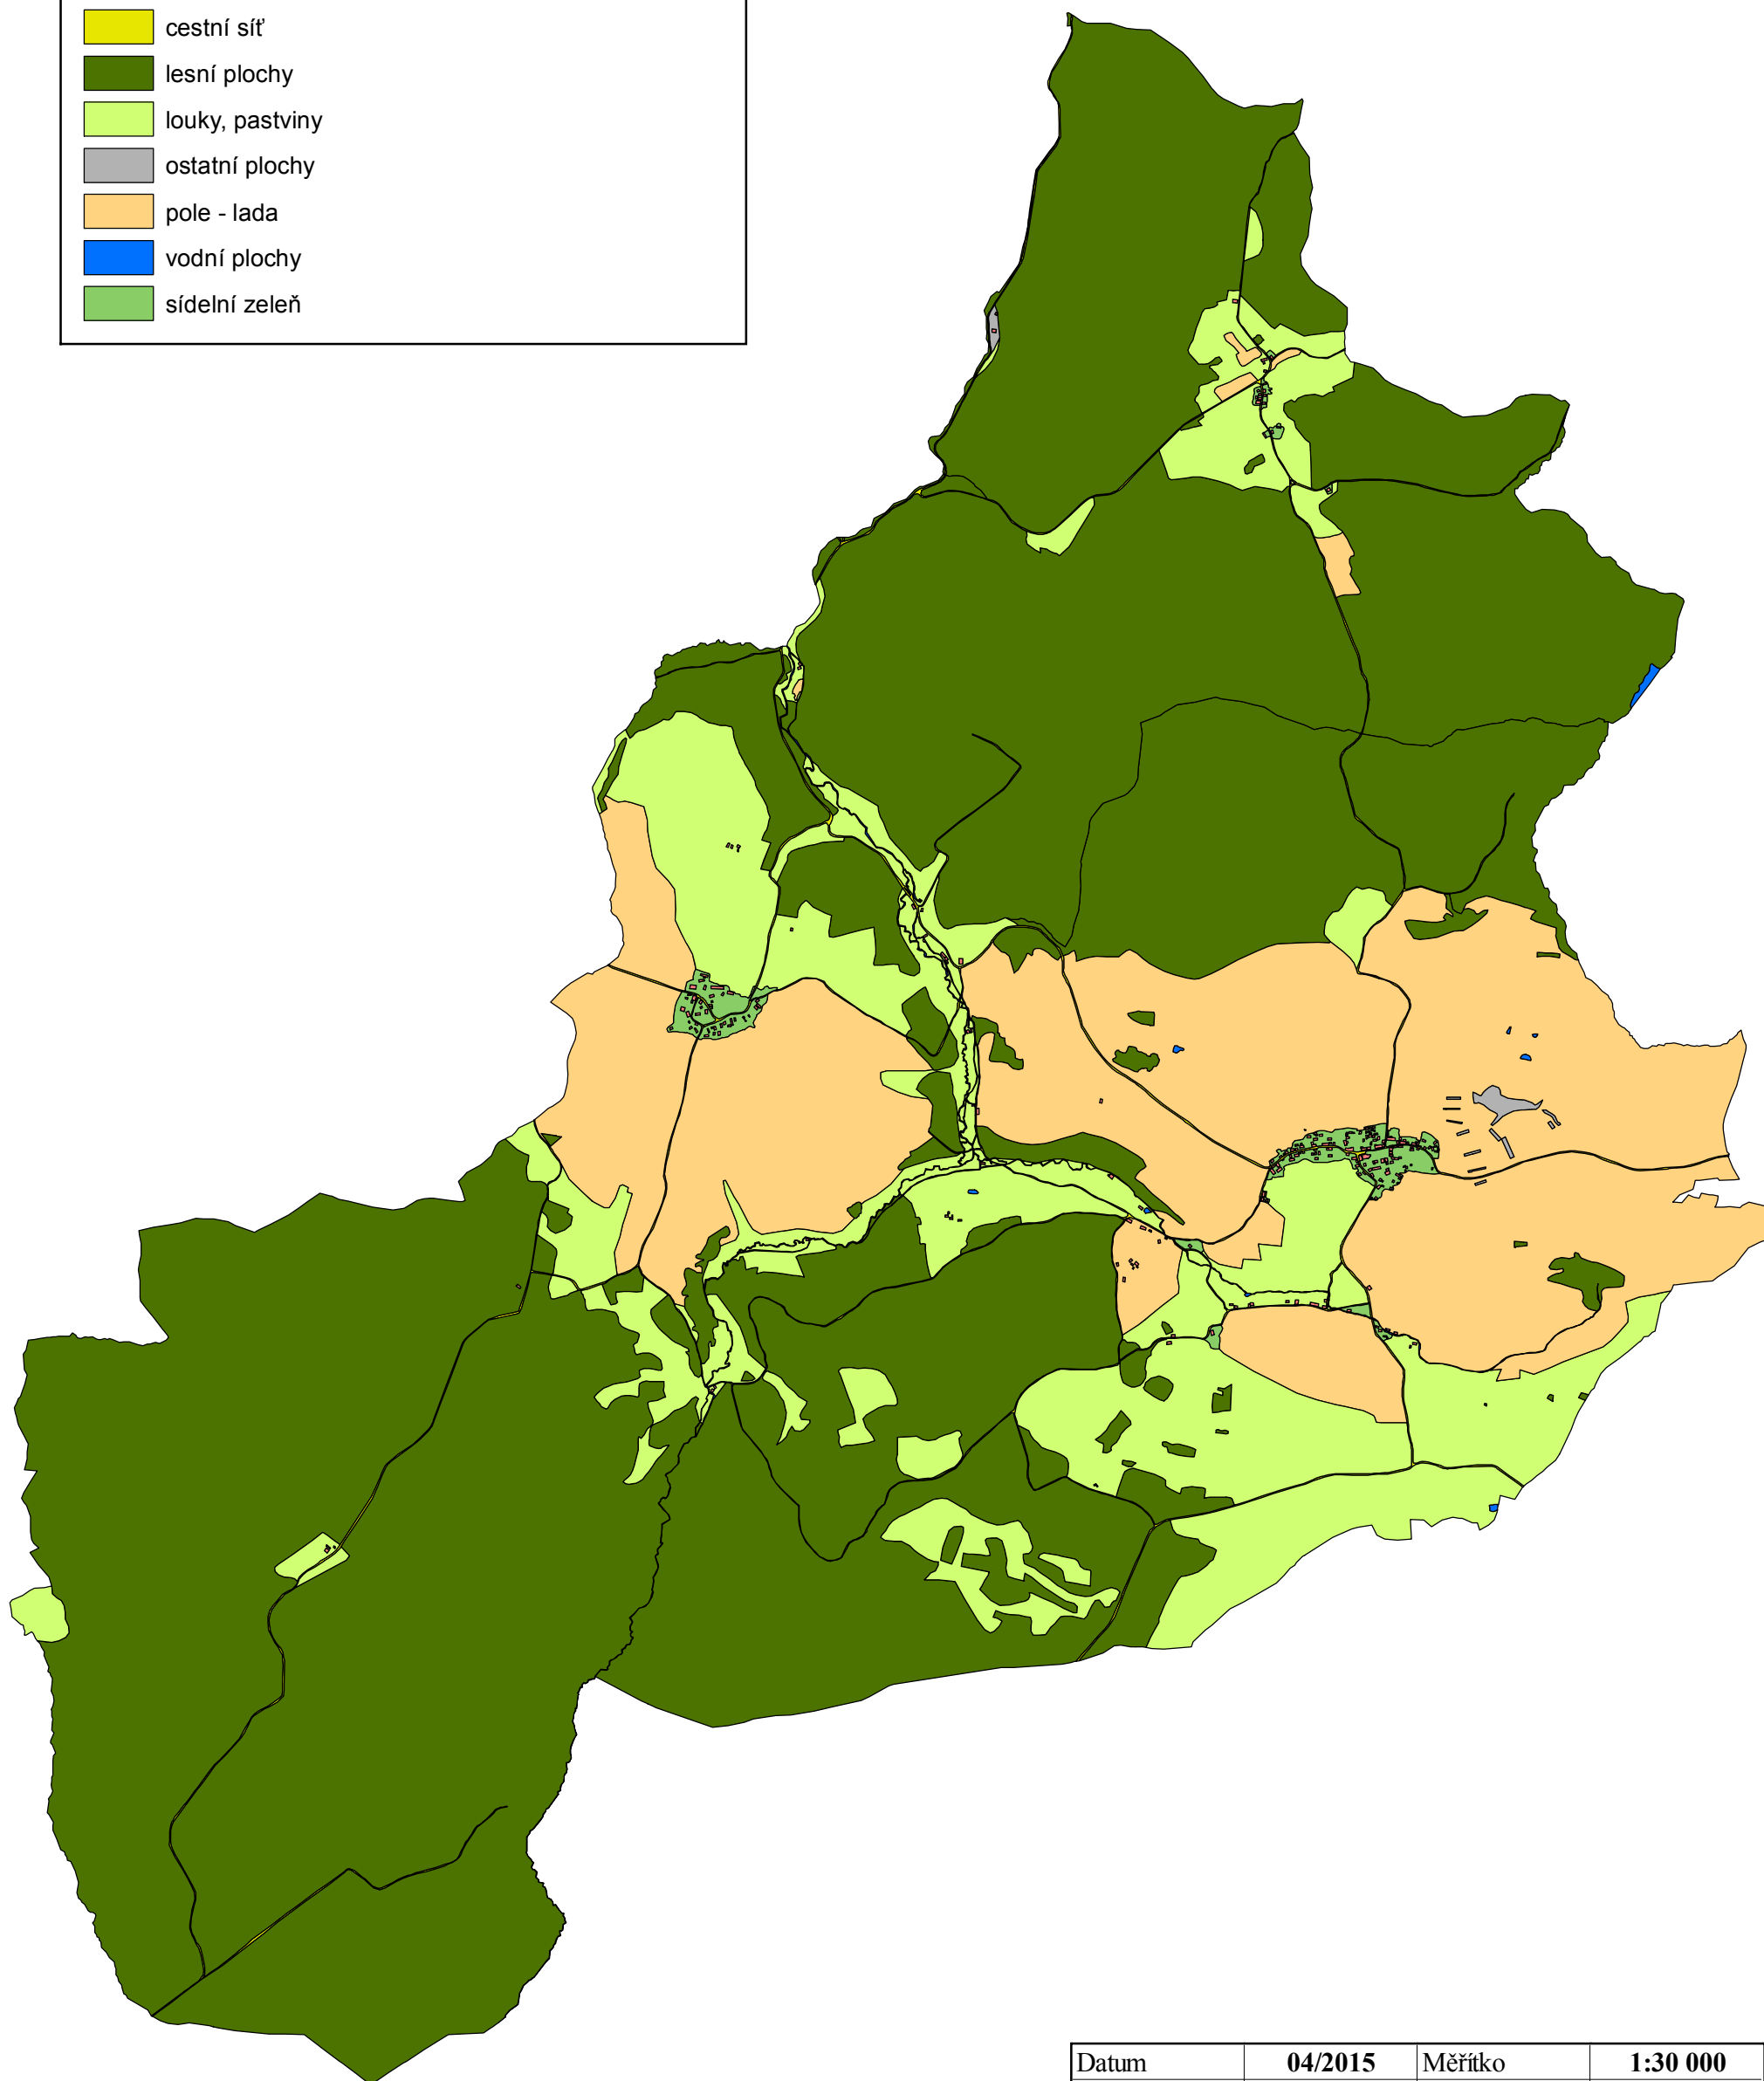 cestní síť
lesní plochy
louky, pastviny
ostatní plochy
pole - lada
vodní plochy
sídelní zeleň
Datum 04/2015 Měřítko 1:30 000